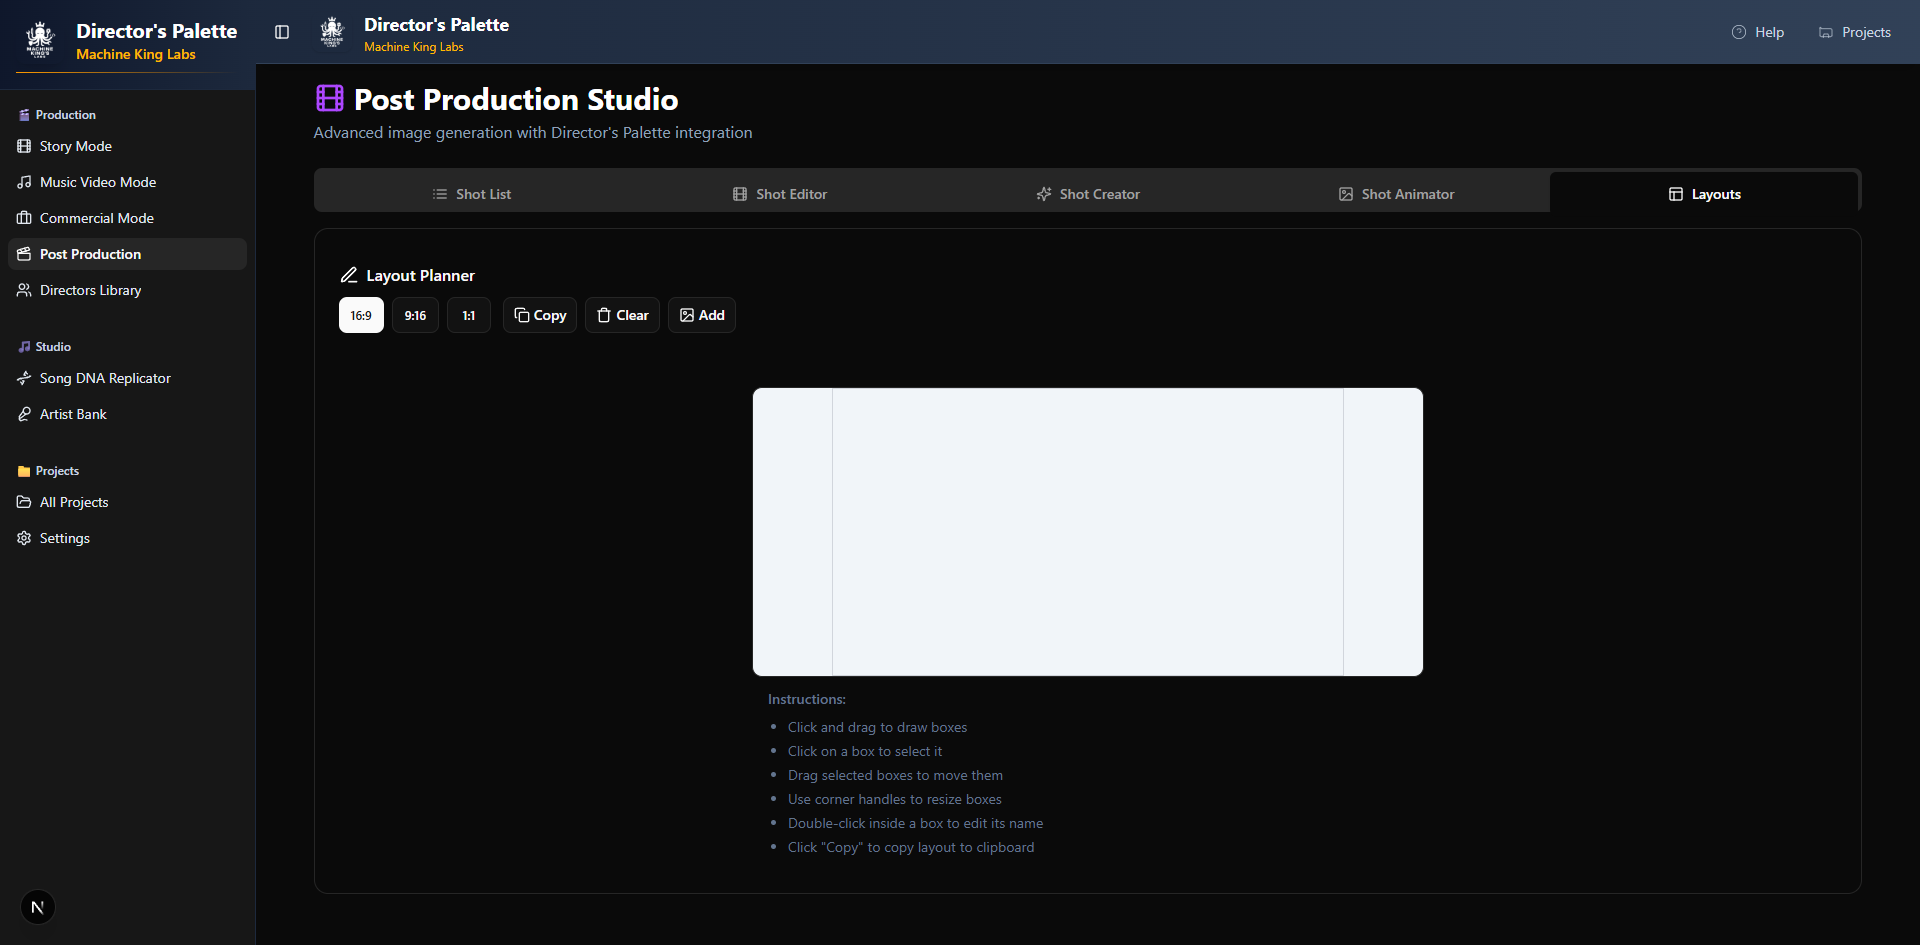 Director's Palette
Machine King Labs
Production
Story Mode
Music Video Mode
Commercial Mode
Post Production
Directors Library
Studio
Song DNA Replicator
Artist Bank
Projects
All Projects
Settings
N
Director's Palette
Machine King Labs
Help
Projects
Post Production Studio
Advanced image generation with Director's Palette integration
Shot List
Shot Editor
Shot Creator
Shot Animator
Layouts
Layout Planner
16:9
9:16
1:1
Copy
Clear
Add
Instructions:
• Click and drag to draw boxes
• Click on a box to select it
• Drag selected boxes to move them
• Use corner handles to resize boxes
• Double-click inside a box to edit its name
• Click "Copy" to copy layout to clipboard